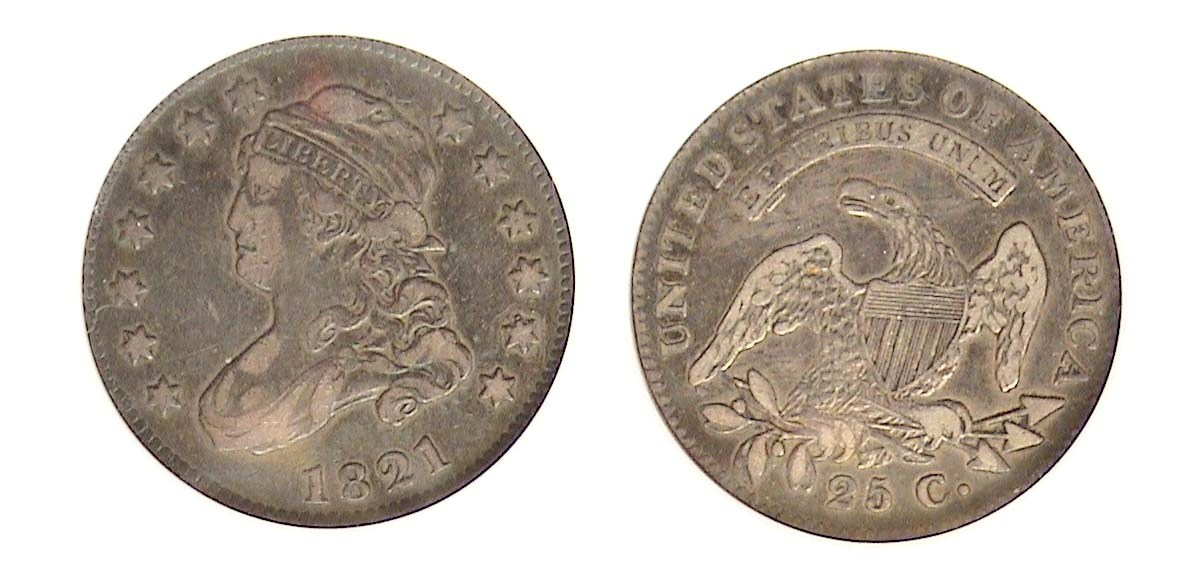 LIBERTY
1821
UNITED STATES OF AMERICA
E PLURIBUS UNUM
25 C.